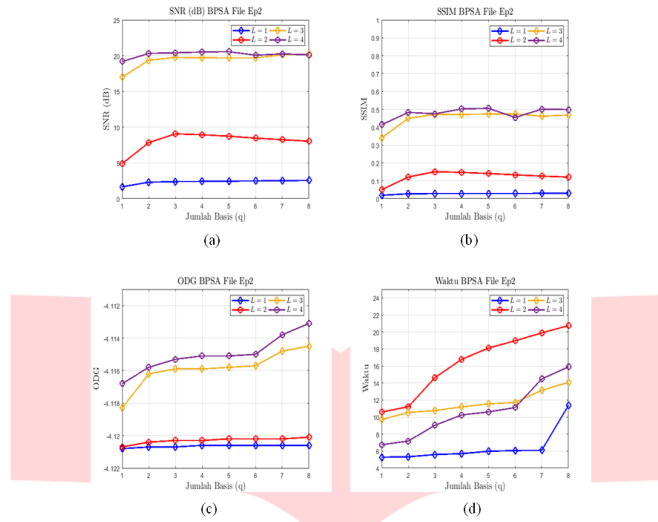 SNR (dB) BPSA File Ep2
L = 1 L = 3
L = 2 L = 4
SNR (dB)
25
20
15
10
5
0
1 2 3 4 5 6 7 8
Jumlah Basis (q)
(a)
SSIM BPSA File Ep2
L = 1 L = 3
L = 2 L = 4
SSIM
1
0.9
0.8
0.7
0.6
0.5
0.4
0.3
0.2
0.1
0
1 2 3 4 5 6 7 8
Jumlah Basis (q)
(b)
ODG BPSA File Ep2
L = 1 L = 3
L = 2 L = 4
ODG
-4.112
-4.114
-4.116
-4.118
-4.12
-4.122
1 2 3 4 5 6 7 8
Jumlah Basis (q)
(c)
Waktu BPSA File Ep2
L = 1 L = 3
L = 2 L = 4
Waktu
24
22
20
18
16
14
12
10
8
6
4
1 2 3 4 5 6 7 8
Jumlah Basis (q)
(d)